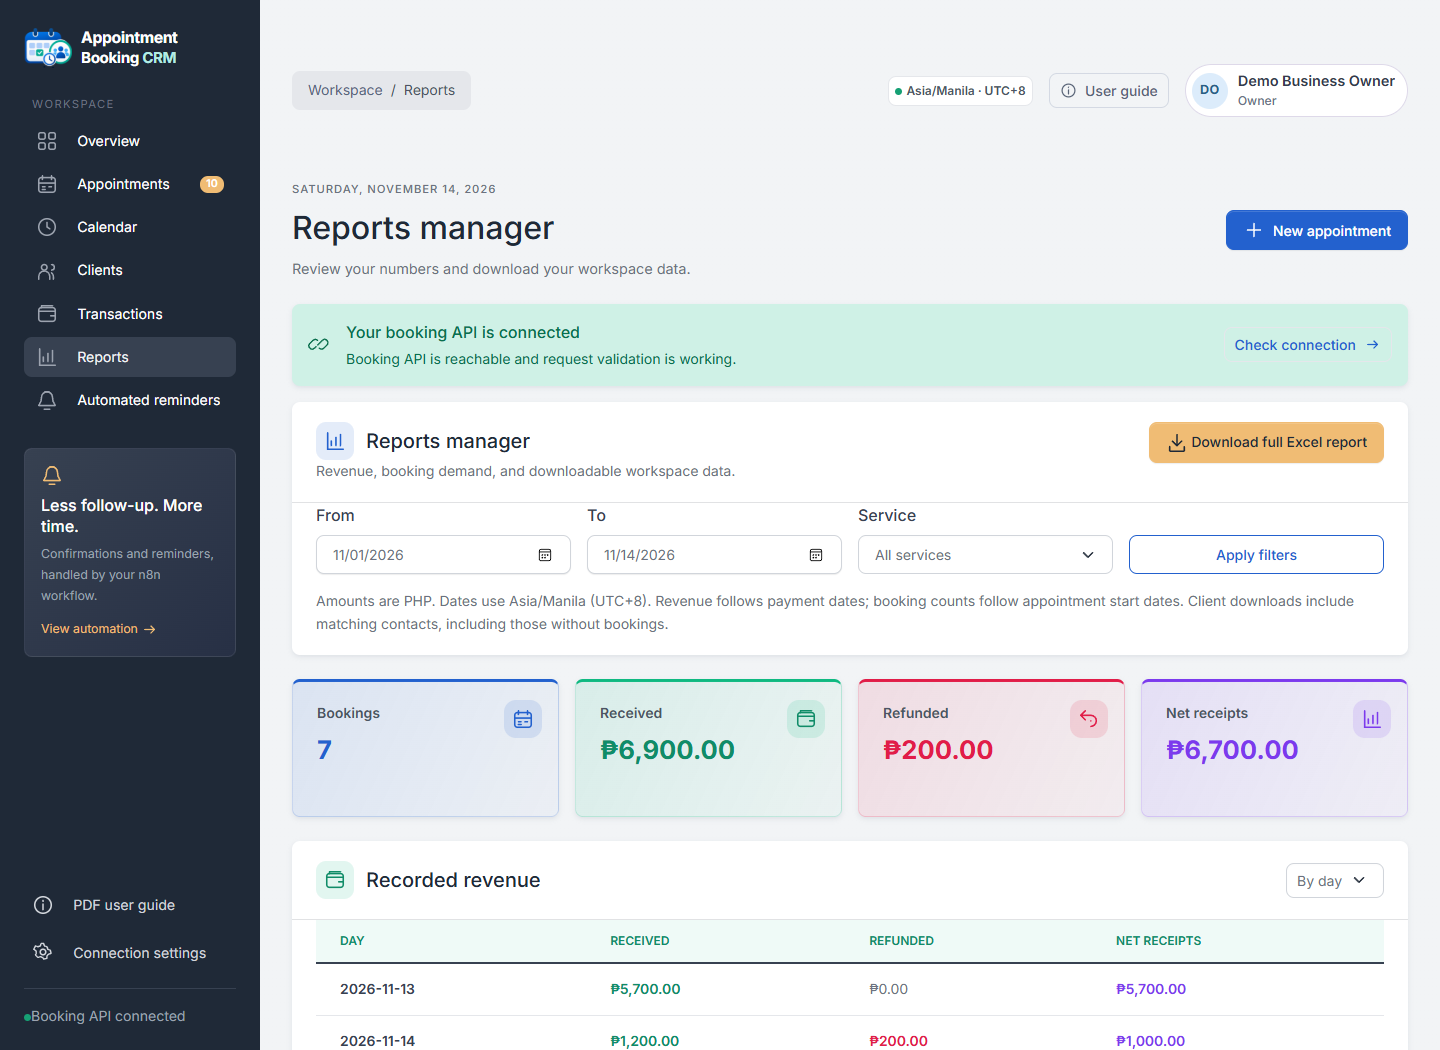 Appointment
Booking CRM
WORKSPACE
Overview
Appointments 10
Calendar
Clients
Transactions
Reports
Automated reminders
Less follow-up. More
time.
Confirmations and reminders,
handled by your n8n
workflow.
View automation →
PDF user guide
Connection settings
Booking API connected
Workspace / Reports
Asia/Manila · UTC+8
User guide
DO
Demo Business Owner
Owner
SATURDAY, NOVEMBER 14, 2026
Reports manager
Review your numbers and download your workspace data.
New appointment
Your booking API is connected
Booking API is reachable and request validation is working.
Check connection →
Reports manager
Revenue, booking demand, and downloadable workspace data.
Download full Excel report
From To Service
11/01/2026 11/14/2026 All services Apply filters
Amounts are PHP. Dates use Asia/Manila (UTC+8). Revenue follows payment dates; booking counts follow appointment start dates. Client downloads include
matching contacts, including those without bookings.
Bookings
7
Received
₱6,900.00
Refunded
₱200.00
Net receipts
₱6,700.00
Recorded revenue
By day
DAY RECEIVED REFUNDED NET RECEIPTS
2026-11-13 ₱5,700.00 ₱0.00 ₱5,700.00
2026-11-14 ₱1,200.00 ₱200.00 ₱1,000.00